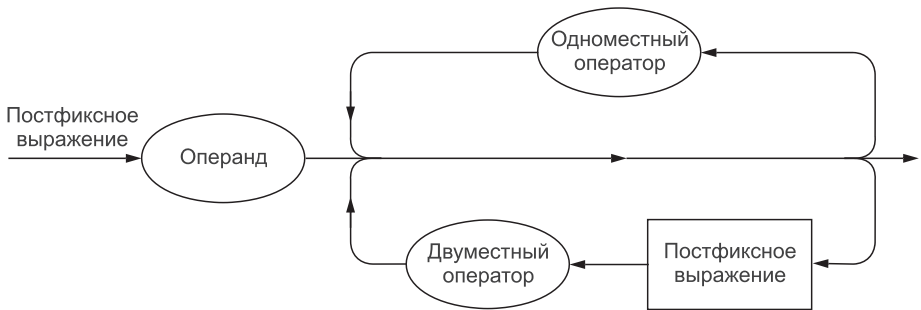 Одноместный
оператор
Постфиксное
выражение
Операнд
Двуместный
оператор
Постфиксное
выражение